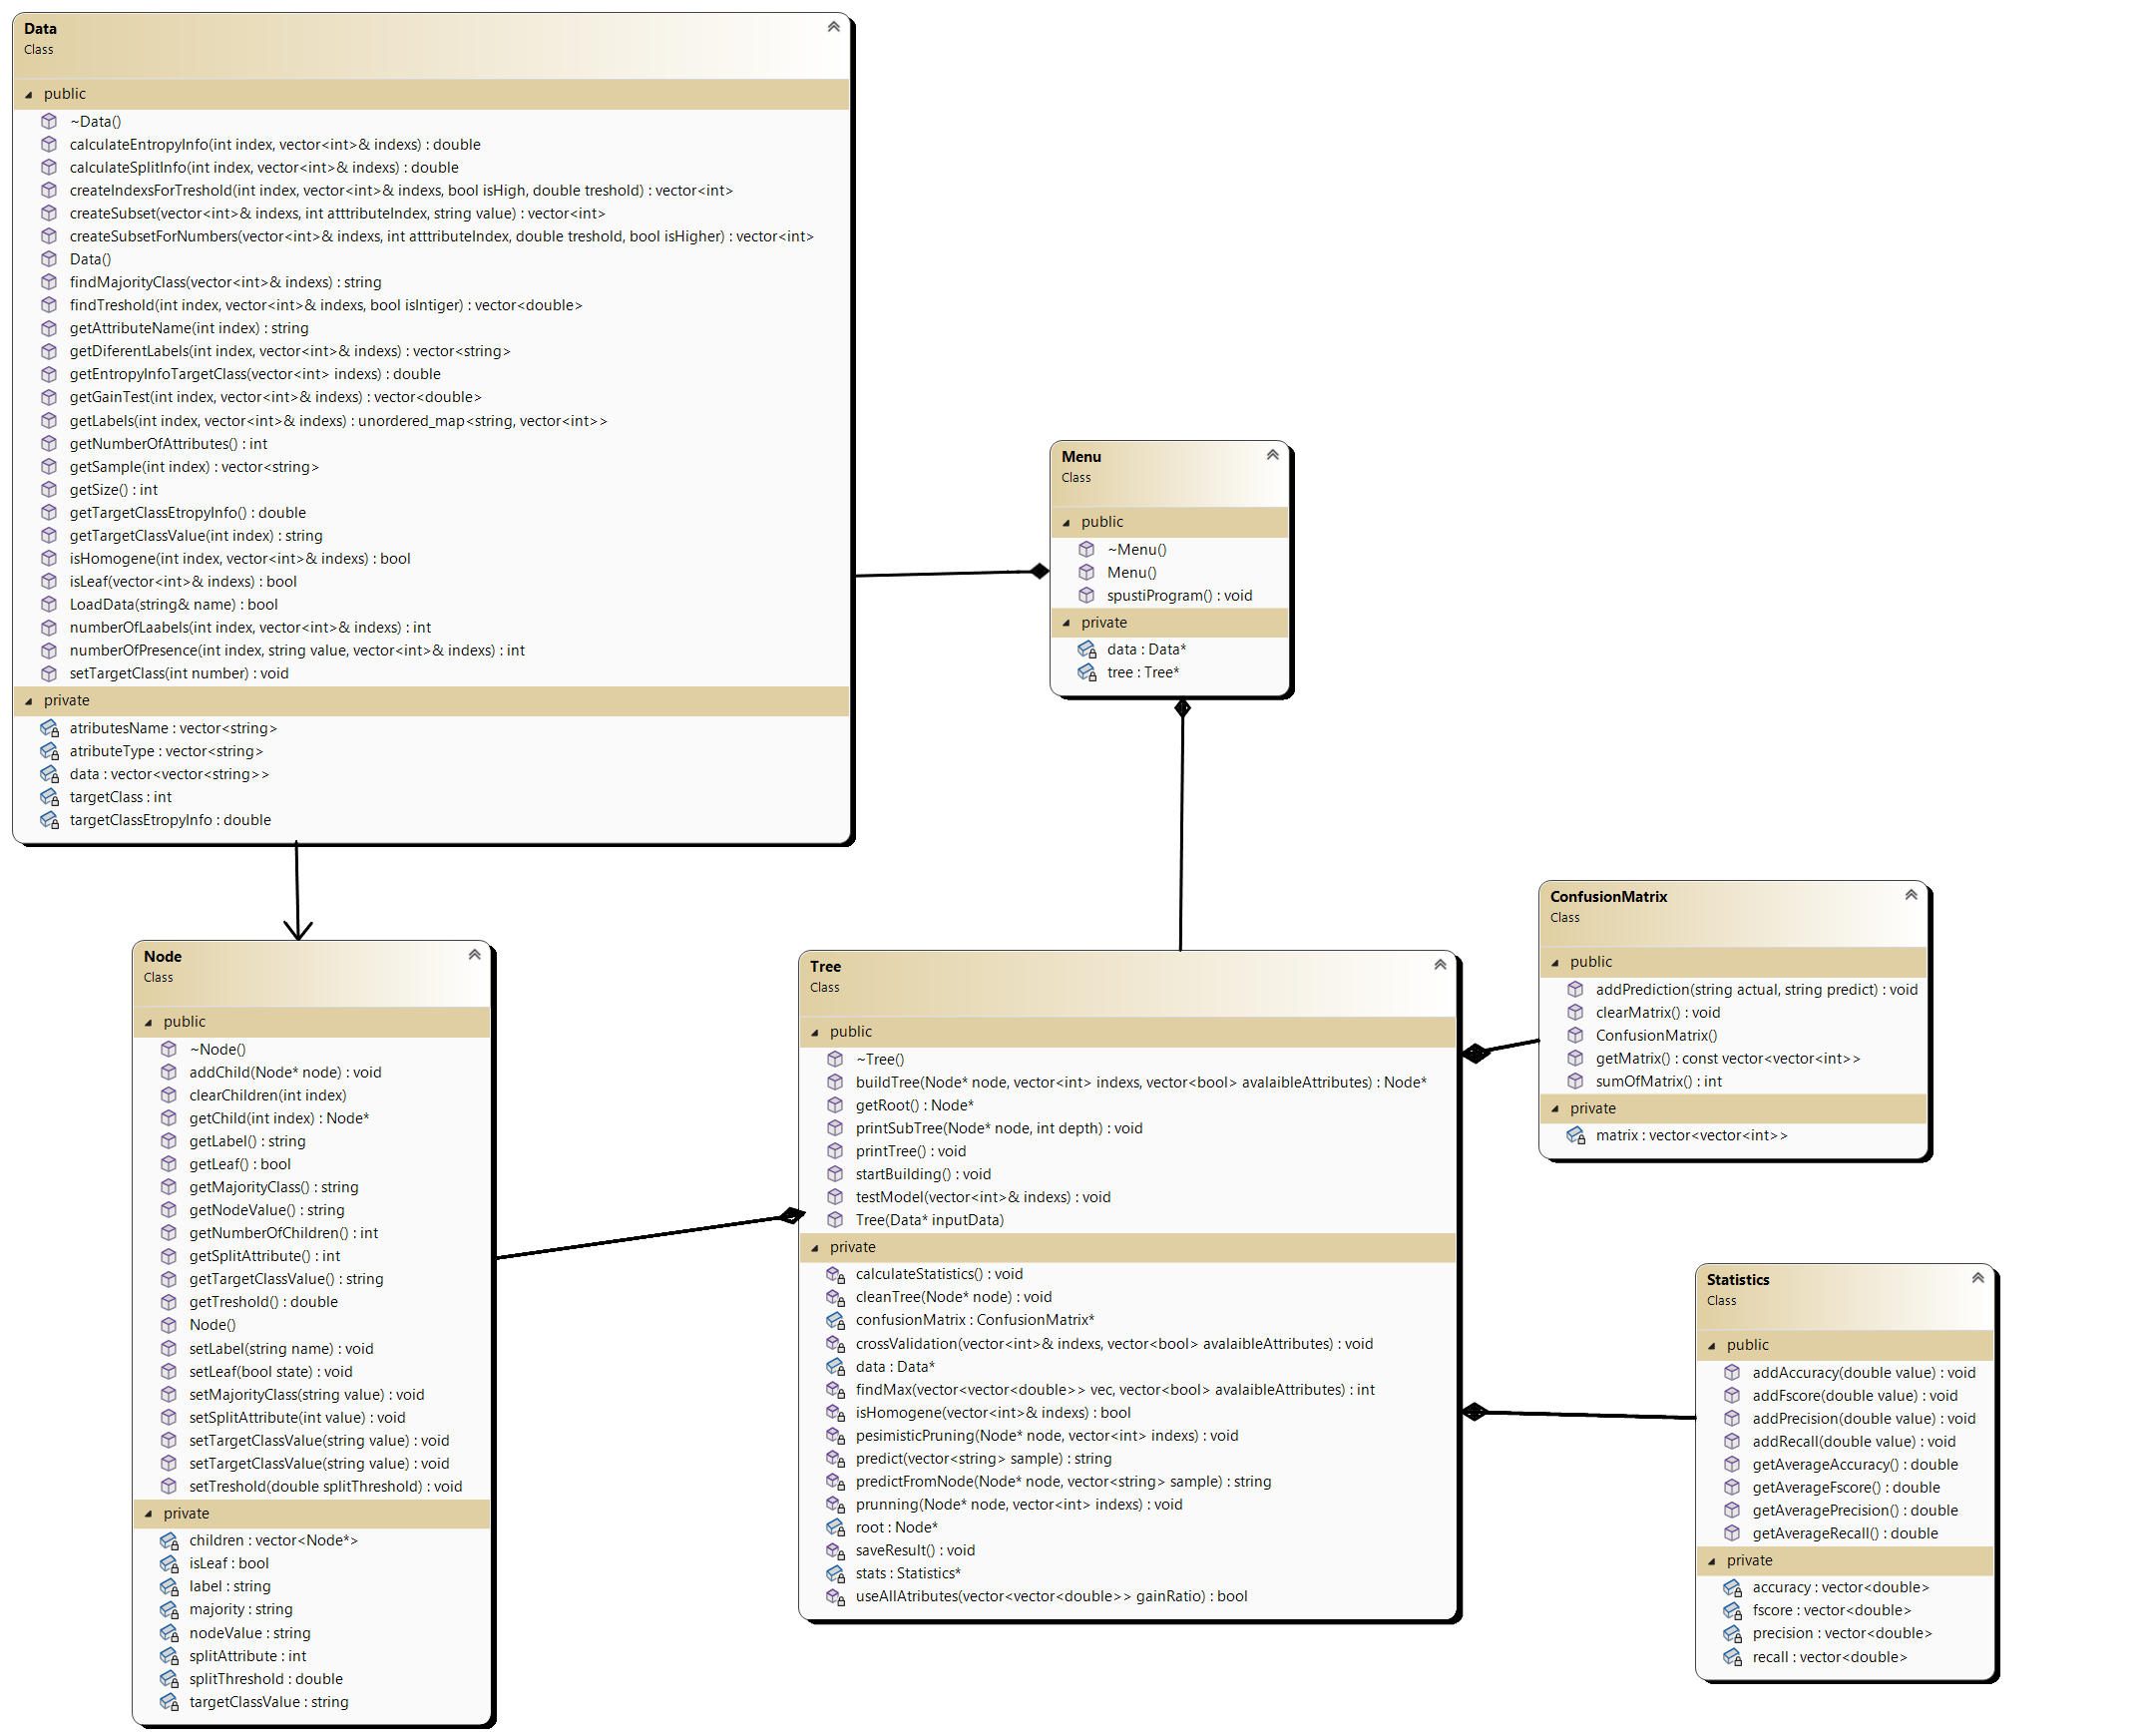 Data
Class
public
~Data()
calculateEntropyInfo(int index, vector<int>& indexs) : double
calculateSplitInfo(int index, vector<int>& indexs) : double
createIndexsForTreshold(int index, vector<int>& indexs, bool isHigh, double treshold) : vector<int>
createSubset(vector<int>& indexs, int atttributeIndex, string value) : vector<int>
createSubsetForNumbers(vector<int>& indexs, int atttributeIndex, double treshold, bool isHigher) : vector<int>
Data()
findMajorityClass(vector<int>& indexs) : string
findTreshold(int index, vector<int>& indexs, bool isIntiger) : vector<double>
getAttributeName(int index) : string
getDiferentLabels(int index, vector<int>& indexs) : vector<string>
getEntropyInfoTargetClass(vector<int> indexs) : double
getGainTest(int index, vector<int>& indexs) : vector<double>
getLabels(int index, vector<int>& indexs) : unordered_map<string, vector<int>>
getNumberOfAttributes() : int
getSample(int index) : vector<string>
getSize() : int
getTargetClassEtropyInfo() : double
getTargetClassValue(int index) : string
isHomogene(int index, vector<int>& indexs) : bool
isLeaf(vector<int>& indexs) : bool
LoadData(string& name) : bool
numberOfLaabels(int index, vector<int>& indexs) : int
numberOfPresence(int index, string value, vector<int>& indexs) : int
setTargetClass(int number) : void
private
atributesName : vector<string>
atributeType : vector<string>
data : vector<vector<string>>
targetClass : int
targetClassEtropyInfo : double
Menu
Class
public
~Menu()
Menu()
spustiProgram() : void
private
data : Data*
tree : Tree*
Node
Class
public
~Node()
addChild(Node* node) : void
clearChildren(int index)
getChild(int index) : Node*
getLabel() : string
getLeaf() : bool
getMajorityClass() : string
getNodeValue() : string
getNumberOfChildren() : int
getSplitAttribute() : int
getTargetClassValue() : string
getTreshold() : double
Node()
setLabel(string name) : void
setLeaf(bool state) : void
setMajorityClass(string value) : void
setSplitAttribute(int value) : void
setTargetClassValue(string value) : void
setTargetClassValue(string value) : void
setTreshold(double splitThreshold) : void
private
children : vector<Node*>
isLeaf : bool
label : string
majority : string
nodeValue : string
splitAttribute : int
splitThreshold : double
targetClassValue : string
Tree
Class
public
~Tree()
buildTree(Node* node, vector<int> indexs, vector<bool> avalaibleAttributes) : Node*
getRoot() : Node*
printSubTree(Node* node, int depth) : void
printTree() : void
startBuilding() : void
testModel(vector<int>& indexs) : void
Tree(Data* inputData)
private
calculateStatistics() : void
cleanTree(Node* node) : void
confusionMatrix : ConfusionMatrix*
crossValidation(vector<int>& indexs, vector<bool> avalaibleAttributes) : void
data : Data*
findMax(vector<vector<double>> vec, vector<bool> avalaibleAttributes) : int
isHomogene(vector<int>& indexs) : bool
pesimisticPruning(Node* node, vector<int> indexs) : void
predict(vector<string> sample) : string
predictFromNode(Node* node, vector<string> sample) : string
prunning(Node* node, vector<int> indexs) : void
root : Node*
saveResult() : void
stats : Statistics*
useAllAtributes(vector<vector<double>> gainRatio) : bool
ConfusionMatrix
Class
public
addPrediction(string actual, string predict) : void
clearMatrix() : void
ConfusionMatrix()
getMatrix() : const vector<vector<int>>
sumOfMatrix() : int
private
matrix : vector<vector<int>>
Statistics
Class
public
addAccuracy(double value) : void
addFscore(double value) : void
addPrecision(double value) : void
addRecall(double value) : void
getAverageAccuracy() : double
getAverageFscore() : double
getAveragePrecision() : double
getAverageRecall() : double
private
accuracy : vector<double>
fscore : vector<double>
precision : vector<double>
recall : vector<double>